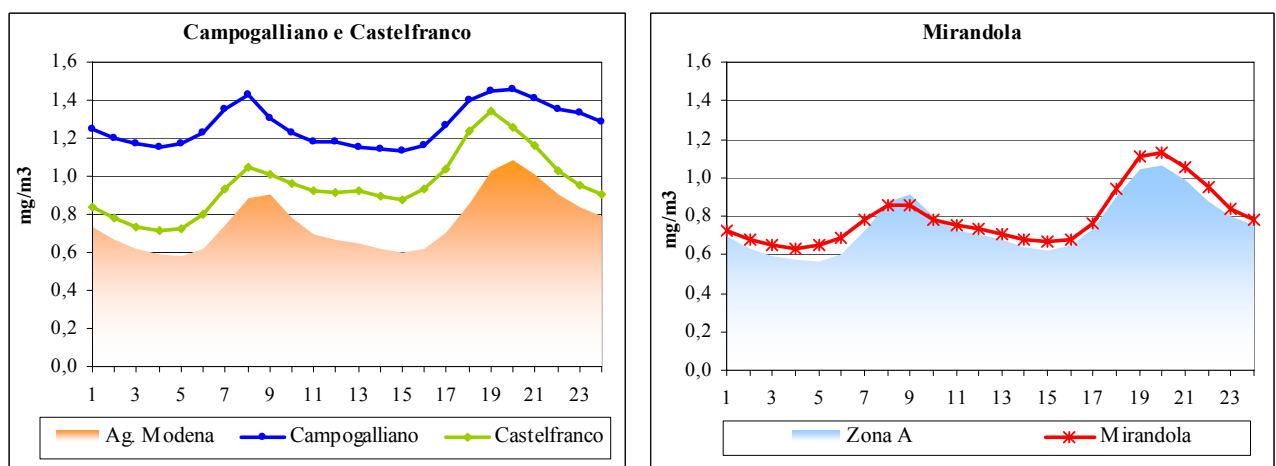 Campogalliano e Castelfranco
mg/m3
1,6
1,4
1,2
1,0
0,8
0,6
0,4
0,2
0,0
1 3 5 7 9 11 13 15 17 19 21 23
Ag. Modena Campogalliano Castelfranco
Mirandola
mg/m3
1,6
1,4
1,2
1,0
0,8
0,6
0,4
0,2
0,0
1 3 5 7 9 11 13 15 17 19 21 23
Zona A Mirandola